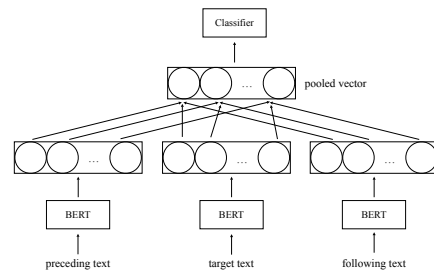 Classifier
... pooled vector
... ... ...
BERT BERT BERT
preceding text target text following text